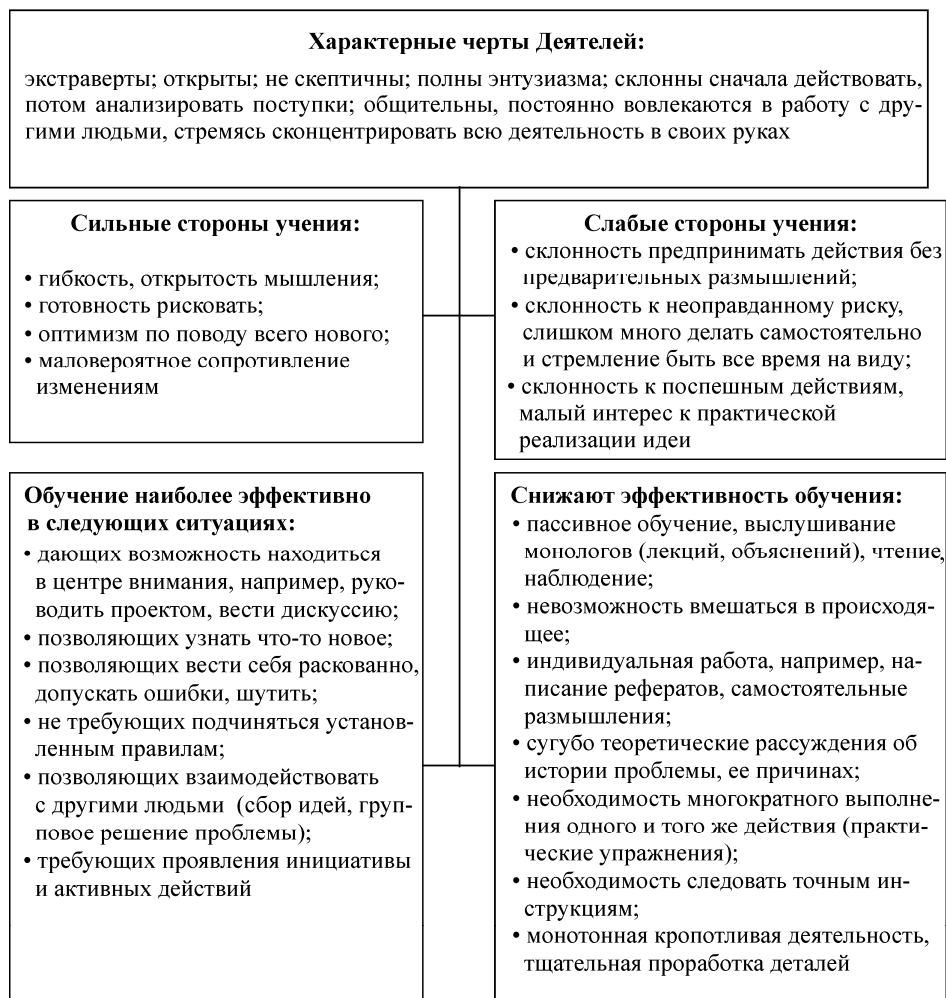 Характерные черты Деятелей:
экстраверты; открыты; не скептичны; полны энтузиазма; склонны сначала действовать,
потом анализировать поступки; общительны, постоянно вовлекаются в работу с дру-
гими людьми, стремясь сконцентрировать всю деятельность в своих руках
Сильные стороны учения:
• гибкость, открытость мышления;
• готовность рисковать;
• оптимизм по поводу всего нового;
• маловероятное сопротивление
изменениям
Слабые стороны учения:
• склонность предпринимать действия без
предварительных размышлений;
• склонность к неоправданному риску,
слишком много делать самостоятельно
и стремление быть все время на виду;
• склонность к поспешным действиям,
малый интерес к практической
реализации идеи
Обучение наиболее эффективно
в следующих ситуациях:
• дающих возможность находиться
в центре внимания, например, руко-
водить проектом, вести дискуссию;
• позволяющих узнать что-то новое;
• позволяющих вести себя раскованно,
допускать ошибки, шутить;
• не требующих подчиняться установ-
ленным правилам;
• позволяющих взаимодействовать
с другими людьми (сбор идей, груп-
повое решение проблемы);
• требующих проявления инициативы
и активных действий
Снижают эффективность обучения:
• пассивное обучение, выслушивание
монологов (лекций, объяснений), чтение,
наблюдение;
• невозможность вмешаться в происходя-
щее;
• индивидуальная работа, например, на-
писание рефератов, самостоятельные
размышления;
• сугубо теоретические рассуждения об
истории проблемы, ее причинах;
• необходимость многократного выполне-
ния одного и того же действия (практи-
ческие упражнения);
• необходимость следовать точным ин-
струкциям;
• монотонная кропотливая деятельность,
тщательная проработка деталей